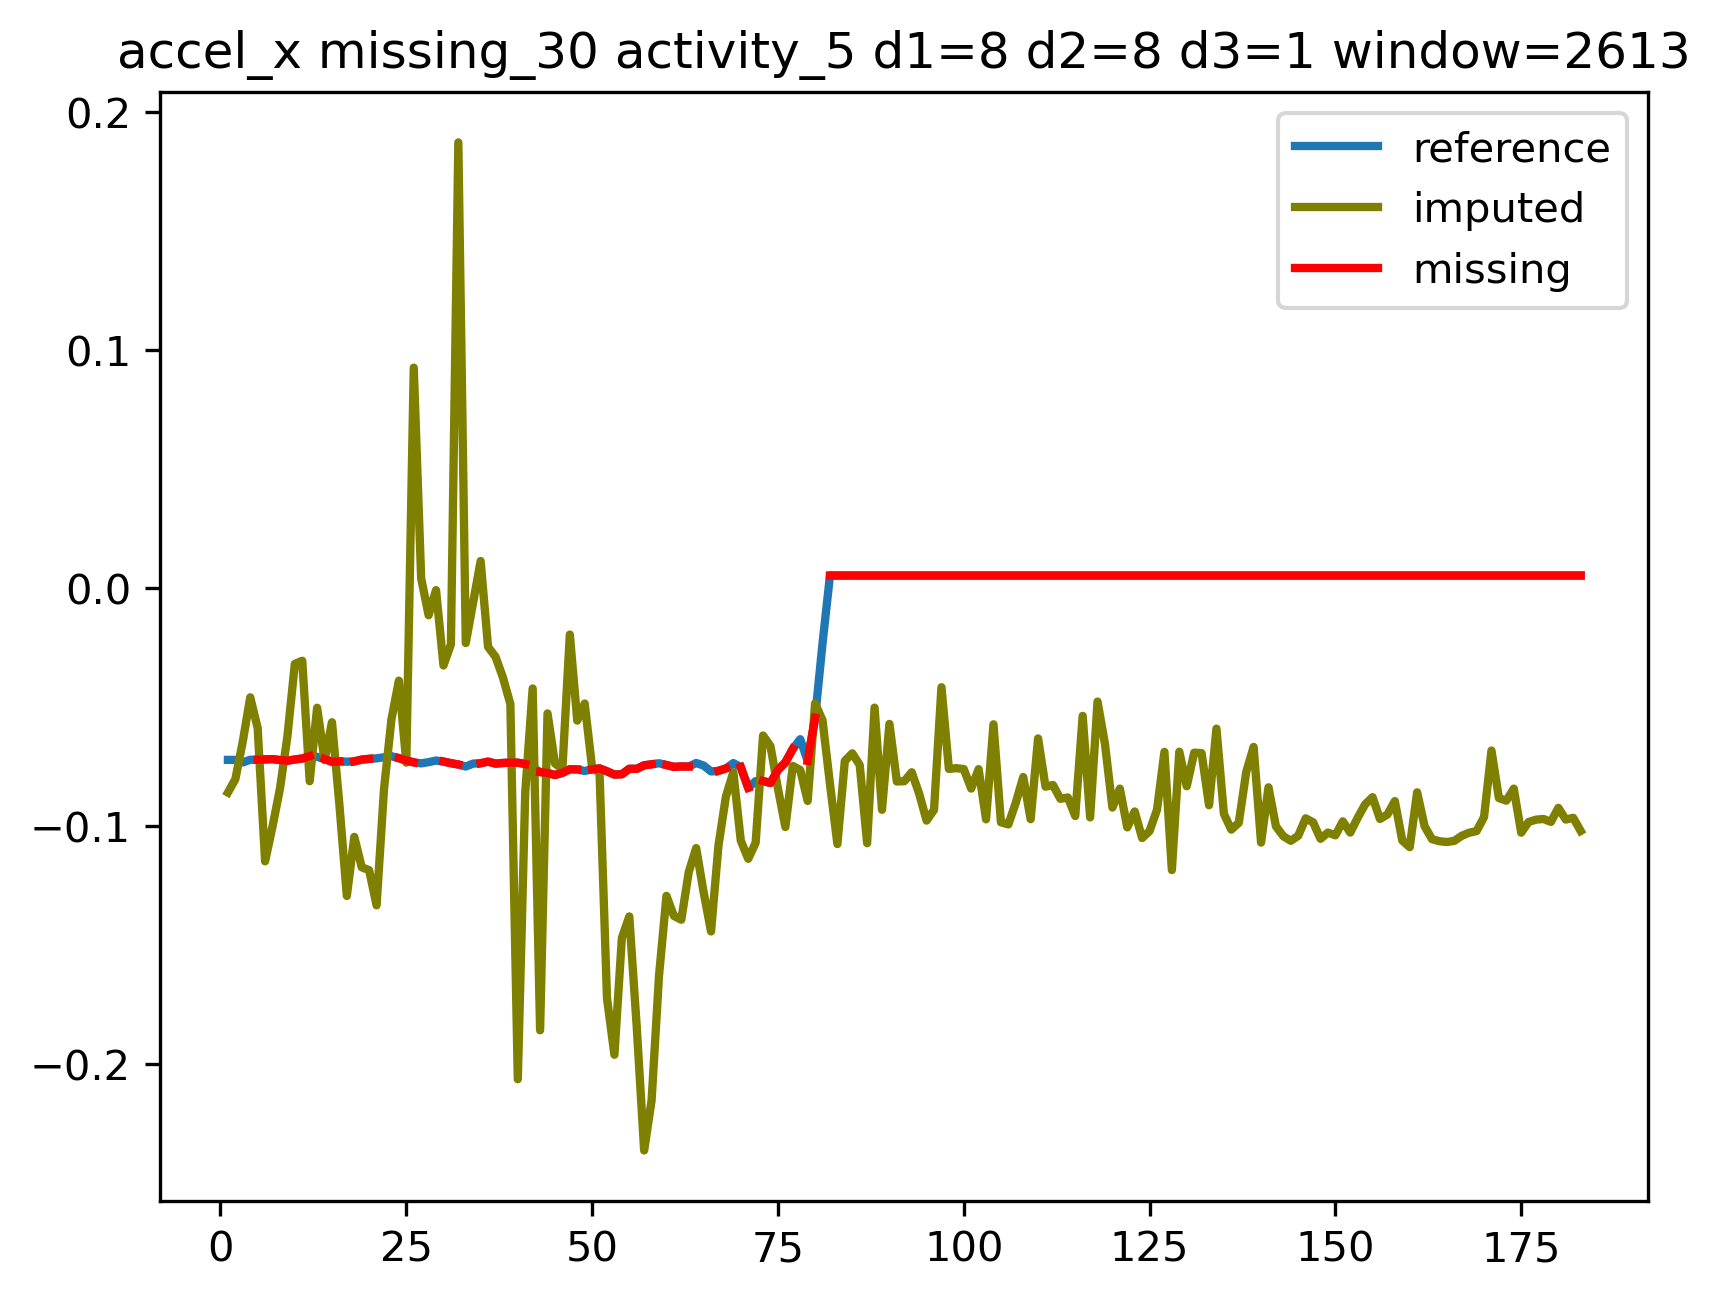 accel_x missing_30 activity_5 d1=8 d2=8 d3=1 window=2613
0.2
0.1
0.0
−0.1
−0.2
reference
imputed
missing
0 25 50 75 100 125 150 175